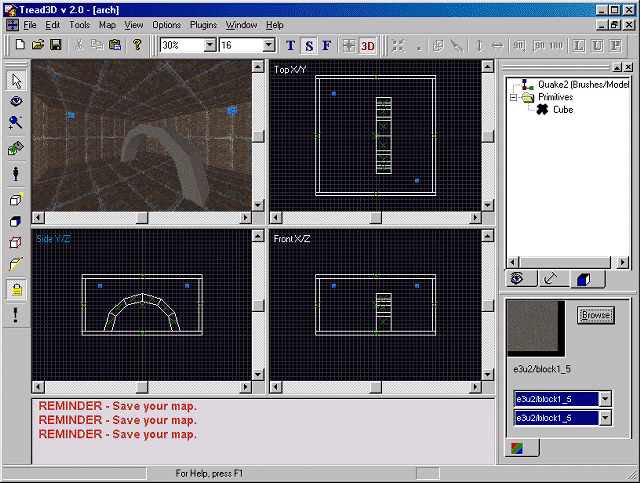 Tread3D v 2.0 - [arch]
File Edit Tools Map View Options Plugins Window Help
30% 16 T S F 3D 90 180 L U P
Top X/Y
Quake2 (Brushes/Model
Primitives
Cube
Side Y/Z
Front X/Z
Browse
e3u2/block1_5
e3u2/block1_5
e3u2/block1_5
REMINDER - Save your map.
REMINDER - Save your map.
REMINDER - Save your map.
For Help, press F1